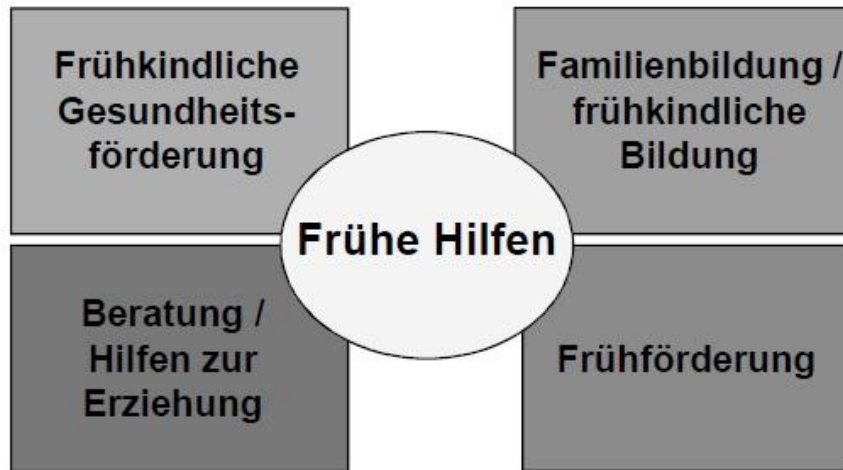 Frühkindliche
Gesundheits-
förderung
Familienbildung /
frühkindliche
Bildung
Frühe Hilfen
Beratung /
Hilfen zur
Erziehung
Frühförderung